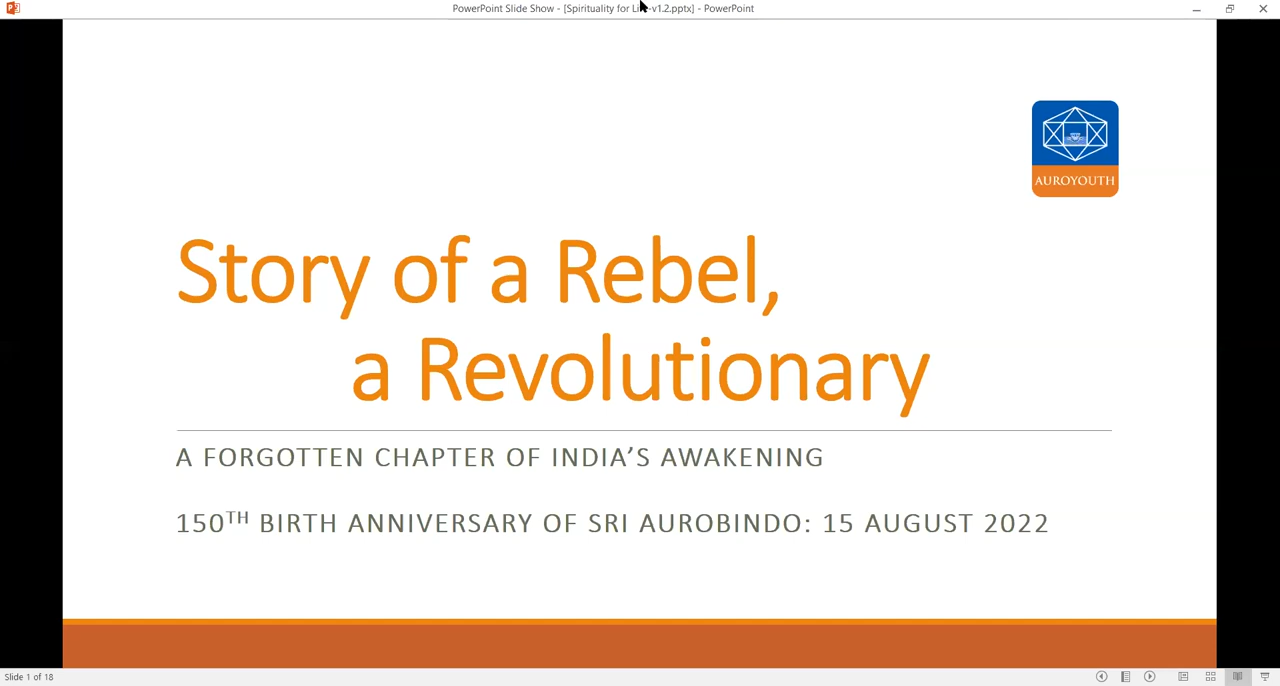 PowerPoint Slide Show - [Spirituality for -v1.2.pptx] - PowerPoint
AUROYOUTH
Story of a Rebel,
a Revolutionary
A FORGOTTEN CHAPTER OF INDIA'S AWAKENING
150TH BIRTH ANNIVERSARY OF SRI AUROBINDO: 15 AUGUST 2022
Slide 1 of 18